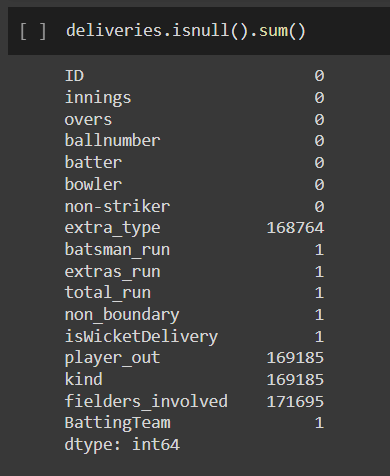 [ ] deliveries.isnull().sum()
ID 0
innings 0
overs 0
ballnumber 0
batter 0
bowler 0
non-striker 0
extra_type 168764
batsman_run 1
extras_run 1
total_run 1
non_boundary 1
isWicketDelivery 1
player_out 169185
kind 169185
fielders_involved 171695
BattingTeam 1
dtype: int64